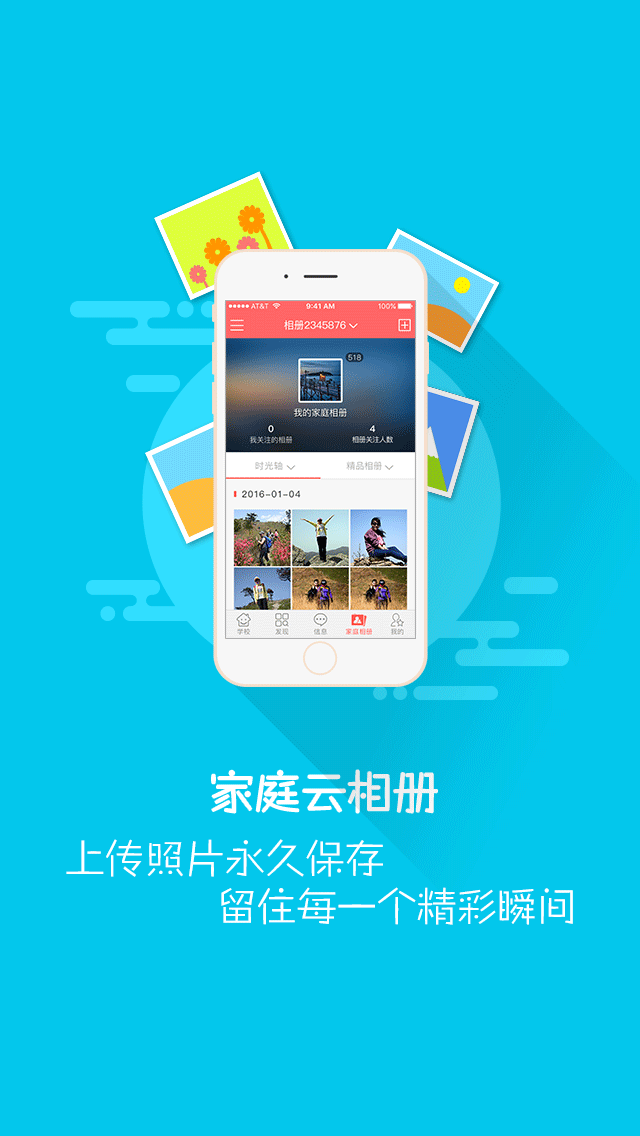 ●●●●● AT&T 9:41 AM 100%
相册2345876
518
我的家庭相册
0 4
我关注的相册 相册关注人数
时光轴 精品相册
2016-01-04
学校 发现 信息 家庭相册 我的
家庭云相册
上传照片永久保存
留住每一个精彩瞬间